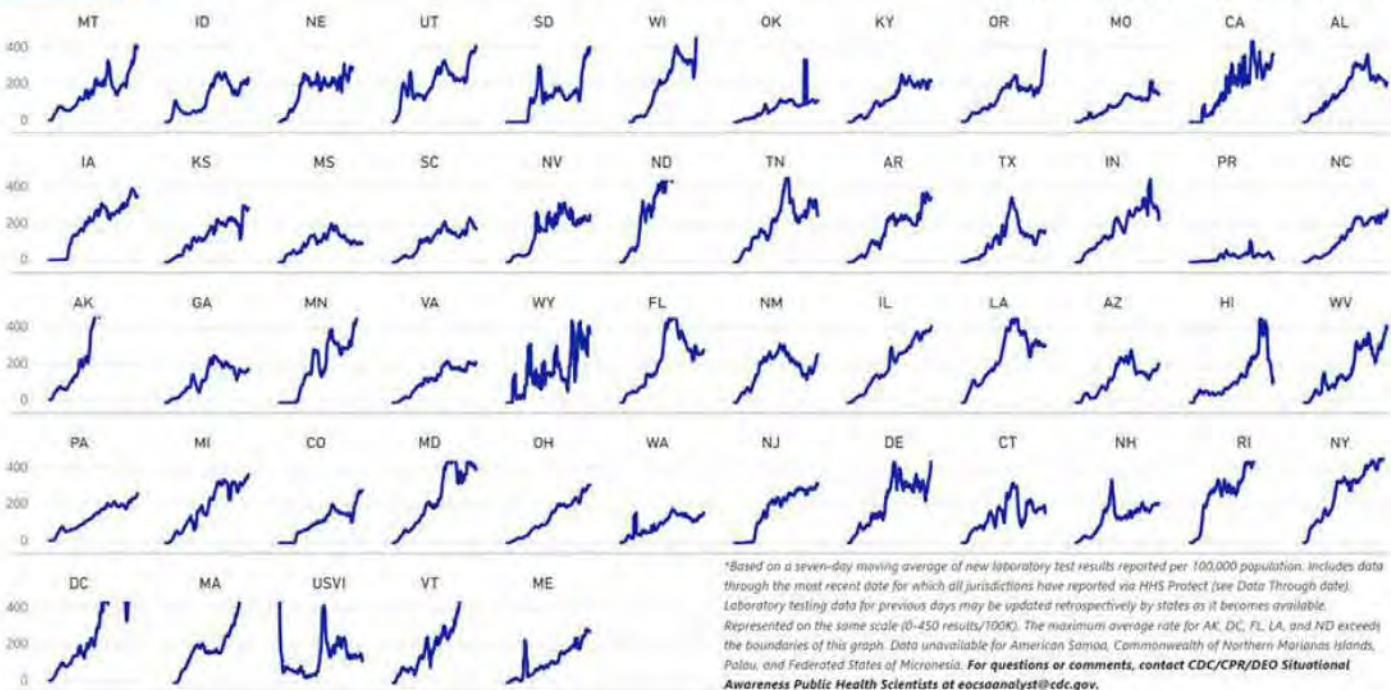 MT ID NE UT SD WI OK KY OR MO CA AL
400
200
0
IA KS MS SC NV ND TN AR TX IN PR NC
400
200
0
AK GA MN VA WY FL NM IL LA AZ HI WV
400
200
0
PA MI CO MD OH WA NJ DE CT NH RI NY
400
200
0
DC MA USVI VT ME
400
200
0
*Based on a seven-day moving average of new laboratory test results reported per 100,000 population. Includes data
through the most recent date for which all jurisdictions have reported via HHS Protect (see Data Through date).
Laboratory testing data for previous days may be updated retrospectively by states as it becomes available.
Represented on the same scale (0-450 results/100K). The maximum average rate for AK, DC, FL, LA, and ND exceeds
the boundaries of this graph. Data unavailable for American Samoa, Commonwealth of Northern Marianas Islands,
Palau, and Federated States of Micronesia. For questions or comments, contact CDC/CPR/DEO Situational
Awareness Public Health Scientists at eocsaanalyst@cdc.gov.